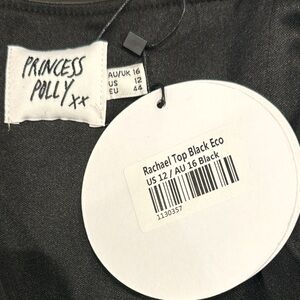 PRINCESS
POLLY xx
AU/UK 16
US 12
EU 44
Rachael Top Black Eco
US 12 / AU 16 Black
1130357